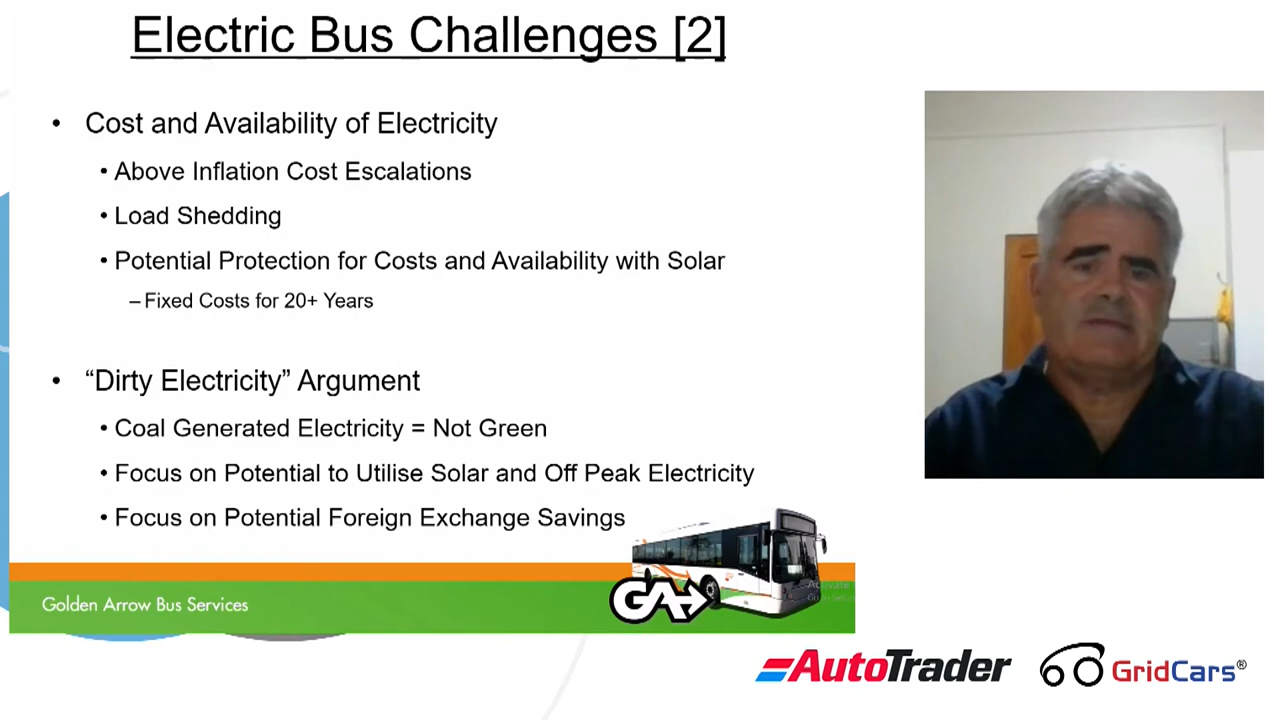 Electric Bus Challenges [2]
• Cost and Availability of Electricity
• Above Inflation Cost Escalations
• Load Shedding
• Potential Protection for Costs and Availability with Solar
– Fixed Costs for 20+ Years
• “Dirty Electricity” Argument
• Coal Generated Electricity = Not Green
• Focus on Potential to Utilise Solar and Off Peak Electricity
• Focus on Potential Foreign Exchange Savings
Golden Arrow Bus Services
GA
Activate
AutoTrader
GridCars®